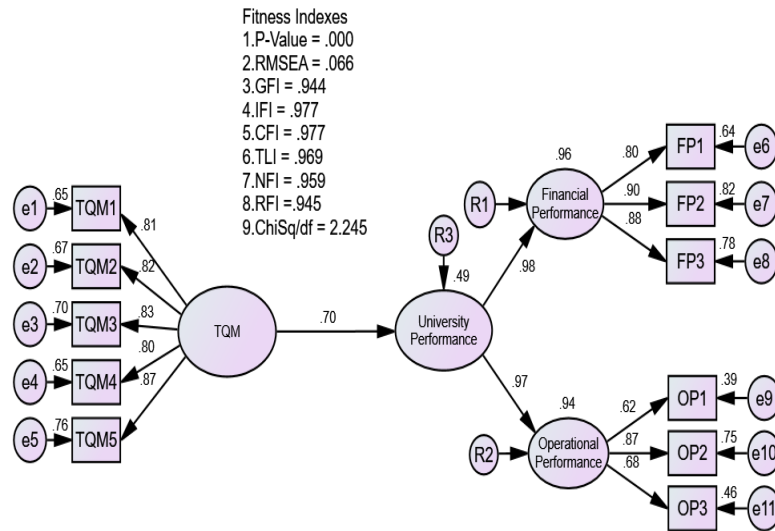 Fitness Indexes
1.P-Value = .000
2.RMSEA = .066
3.GFI = .944
4.IFI = .977
5.CFI = .977
6.TLI = .969
7.NFI = .959
8.RFI = .945
9.ChiSq/df = 2.245
e1
.65
TQM1
.81
e2
.67
TQM2
.82
e3
.70
TQM3
.83
e4
.65
TQM4
.80
e5
.76
TQM5
.87
TQM
.70
R3
.49
University
Performance
.98
.97
R1
.96
Financial
Performance
.80
FP1
.64
e6
.90
FP2
.82
e7
.88
FP3
.78
e8
R2
.94
Operational
Performance
.62
OP1
.39
e9
.87
OP2
.75
e10
.68
OP3
.46
e11